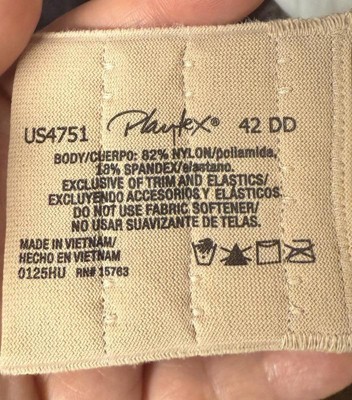 US4751 Playtex® 42 DD
BODY/CUERPO: 82% NYLON/poliamida,
18% SPANDEX/elastano.
EXCLUSIVE OF TRIM AND ELASTICS/
EXCLUYENDO ACCESORIOS Y ELÁSTICOS
DO NOT USE FABRIC SOFTENER/
NO USAR SUAVIZANTE DE TELAS.
MADE IN VIETNAM/
HECHO EN VIETNAM
0125HU RN# 15763